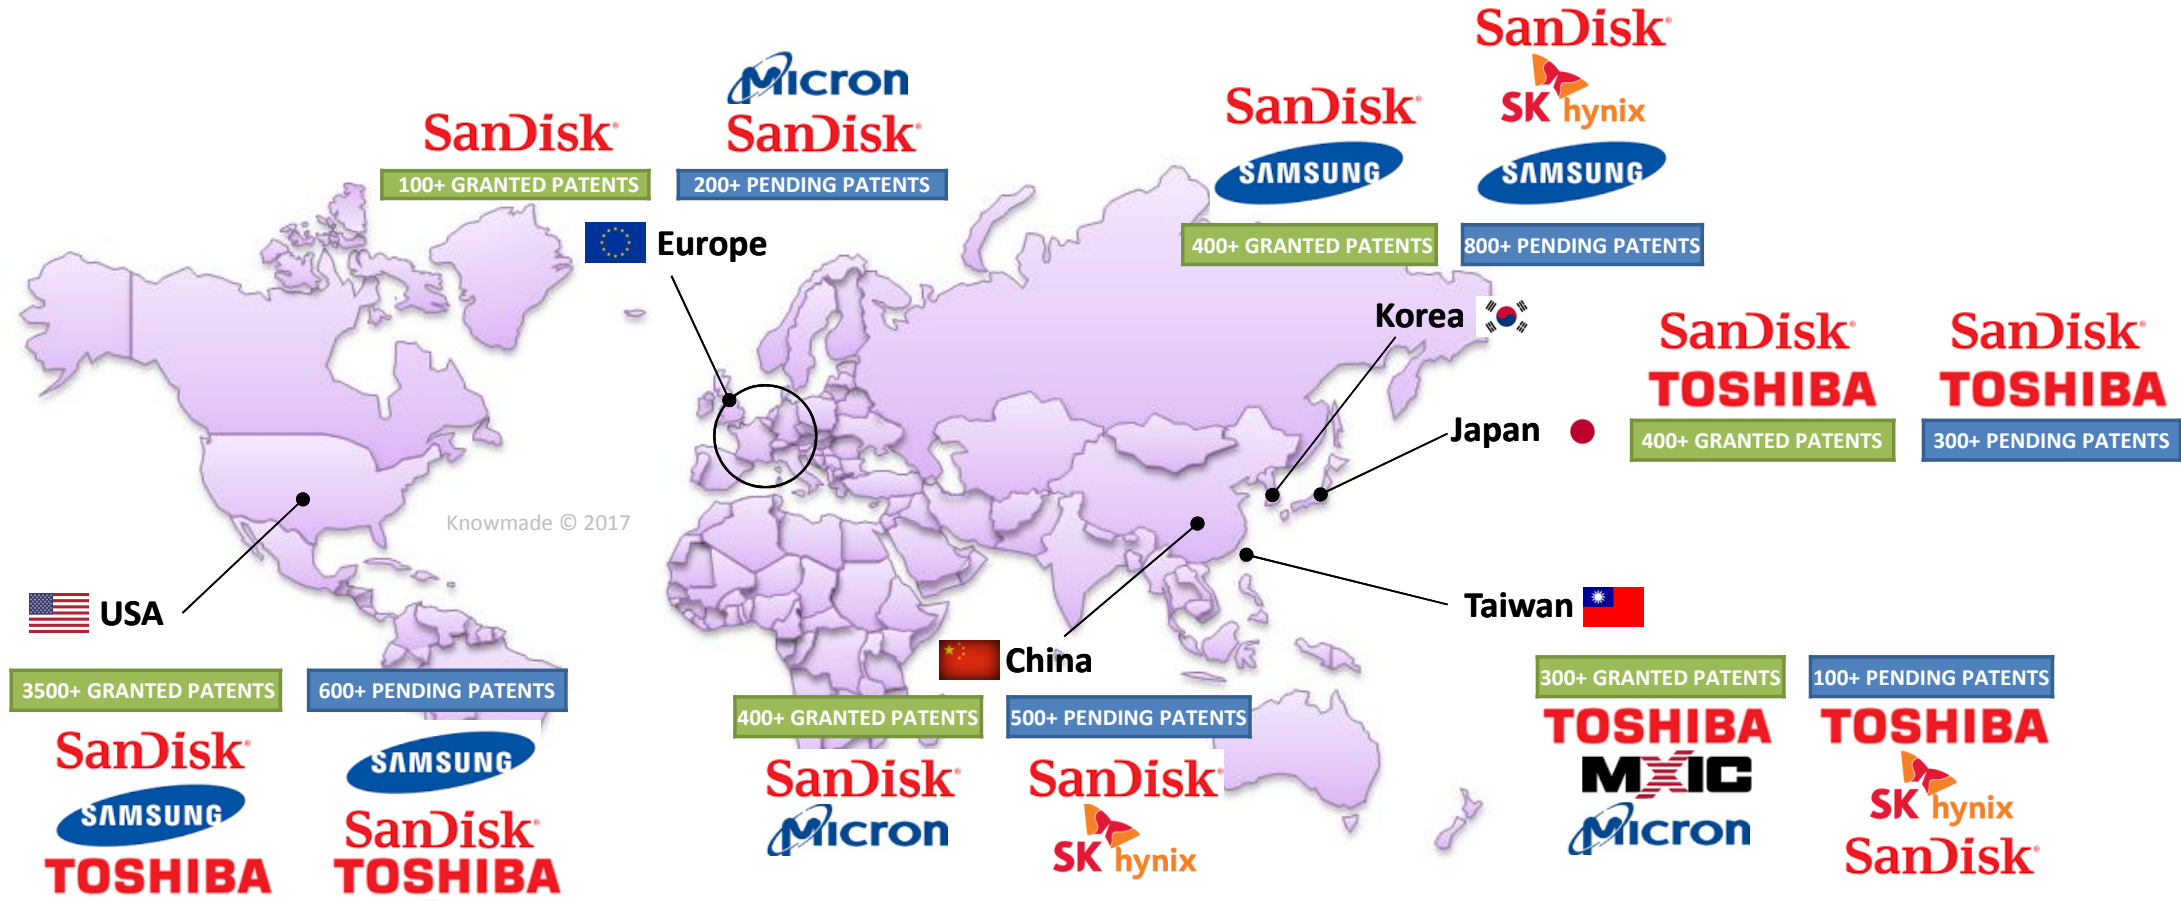 Micron
SanDisk
SanDisk
100+ GRANTED PATENTS
200+ PENDING PATENTS
Europe
SanDisk
SK hynix
SanDisk
SAMSUNG
SAMSUNG
400+ GRANTED PATENTS
800+ PENDING PATENTS
Korea
SanDisk
TOSHIBA
400+ GRANTED PATENTS
SanDisk
TOSHIBA
300+ PENDING PATENTS
Japan
Knowmade © 2017
USA
3500+ GRANTED PATENTS
SanDisk
SAMSUNG
TOSHIBA
600+ PENDING PATENTS
SAMSUNG
SanDisk
TOSHIBA
China
400+ GRANTED PATENTS
SanDisk
Micron
500+ PENDING PATENTS
SanDisk
SK hynix
Taiwan
300+ GRANTED PATENTS
TOSHIBA
MXIC
Micron
100+ PENDING PATENTS
TOSHIBA
SK hynix
SanDisk